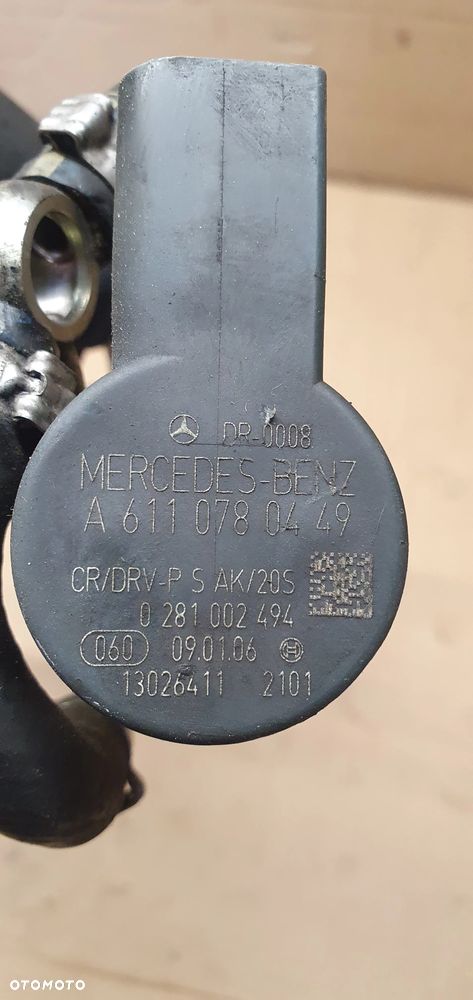 DR-0008
MERCEDES-BENZ
A 611 078 04 49
CR/DRV-P S AK/20S
0 281 002 494
060 09.01.06
13026411 2101
OTOMOTO